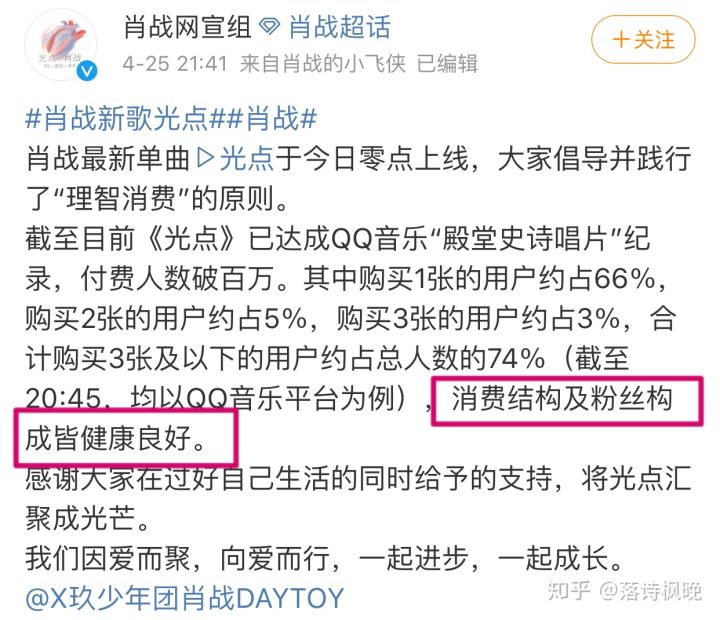 肖战网宣组 肖战超话
4-25 21:41 来自肖战的小飞侠 已编辑
+关注
#肖战新歌光点##肖战#
肖战最新单曲▷光点于今日零点上线，大家倡导并践行
了“理智消费”的原则。
截至目前《光点》已达成QQ音乐“殿堂史诗唱片”纪
录，付费人数破百万。其中购买1张的用户约占66%，
购买2张的用户约占5%，购买3张的用户约占3%，合
计购买3张及以下的用户约占总人数的74%（截至
20:45，均以QQ音乐平台为例），消费结构及粉丝构
成皆健康良好。
感谢大家在过好自己生活的同时给予的支持，将光点汇
聚成光芒。
我们因爱而聚，向爱而行，一起进步，一起成长。
@X玖少年团肖战DAYTOY
知乎 @落诗枫晚